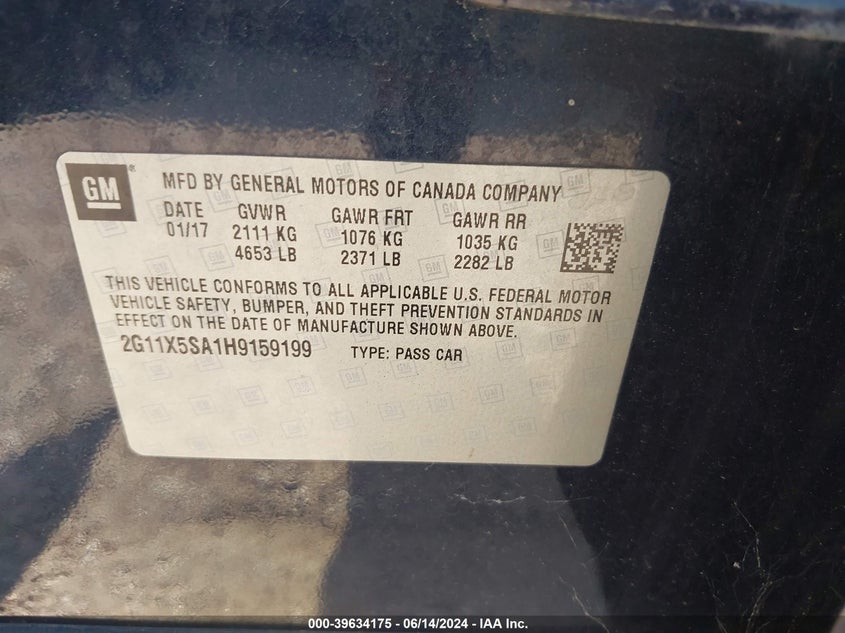 GM
MFD BY GENERAL MOTORS OF CANADA COMPANY
DATE GVWR GAWR FRT GAWR RR
01/17 2111 KG 1076 KG 1035 KG
4653 LB 2371 LB 2282 LB
THIS VEHICLE CONFORMS TO ALL APPLICABLE U.S. FEDERAL MOTOR
VEHICLE SAFETY, BUMPER, AND THEFT PREVENTION STANDARDS IN
EFFECT ON THE DATE OF MANUFACTURE SHOWN ABOVE.
2G11X5SA1H9159199 TYPE: PASS CAR
000-39634175 - 06/14/2024 - IAA Inc.